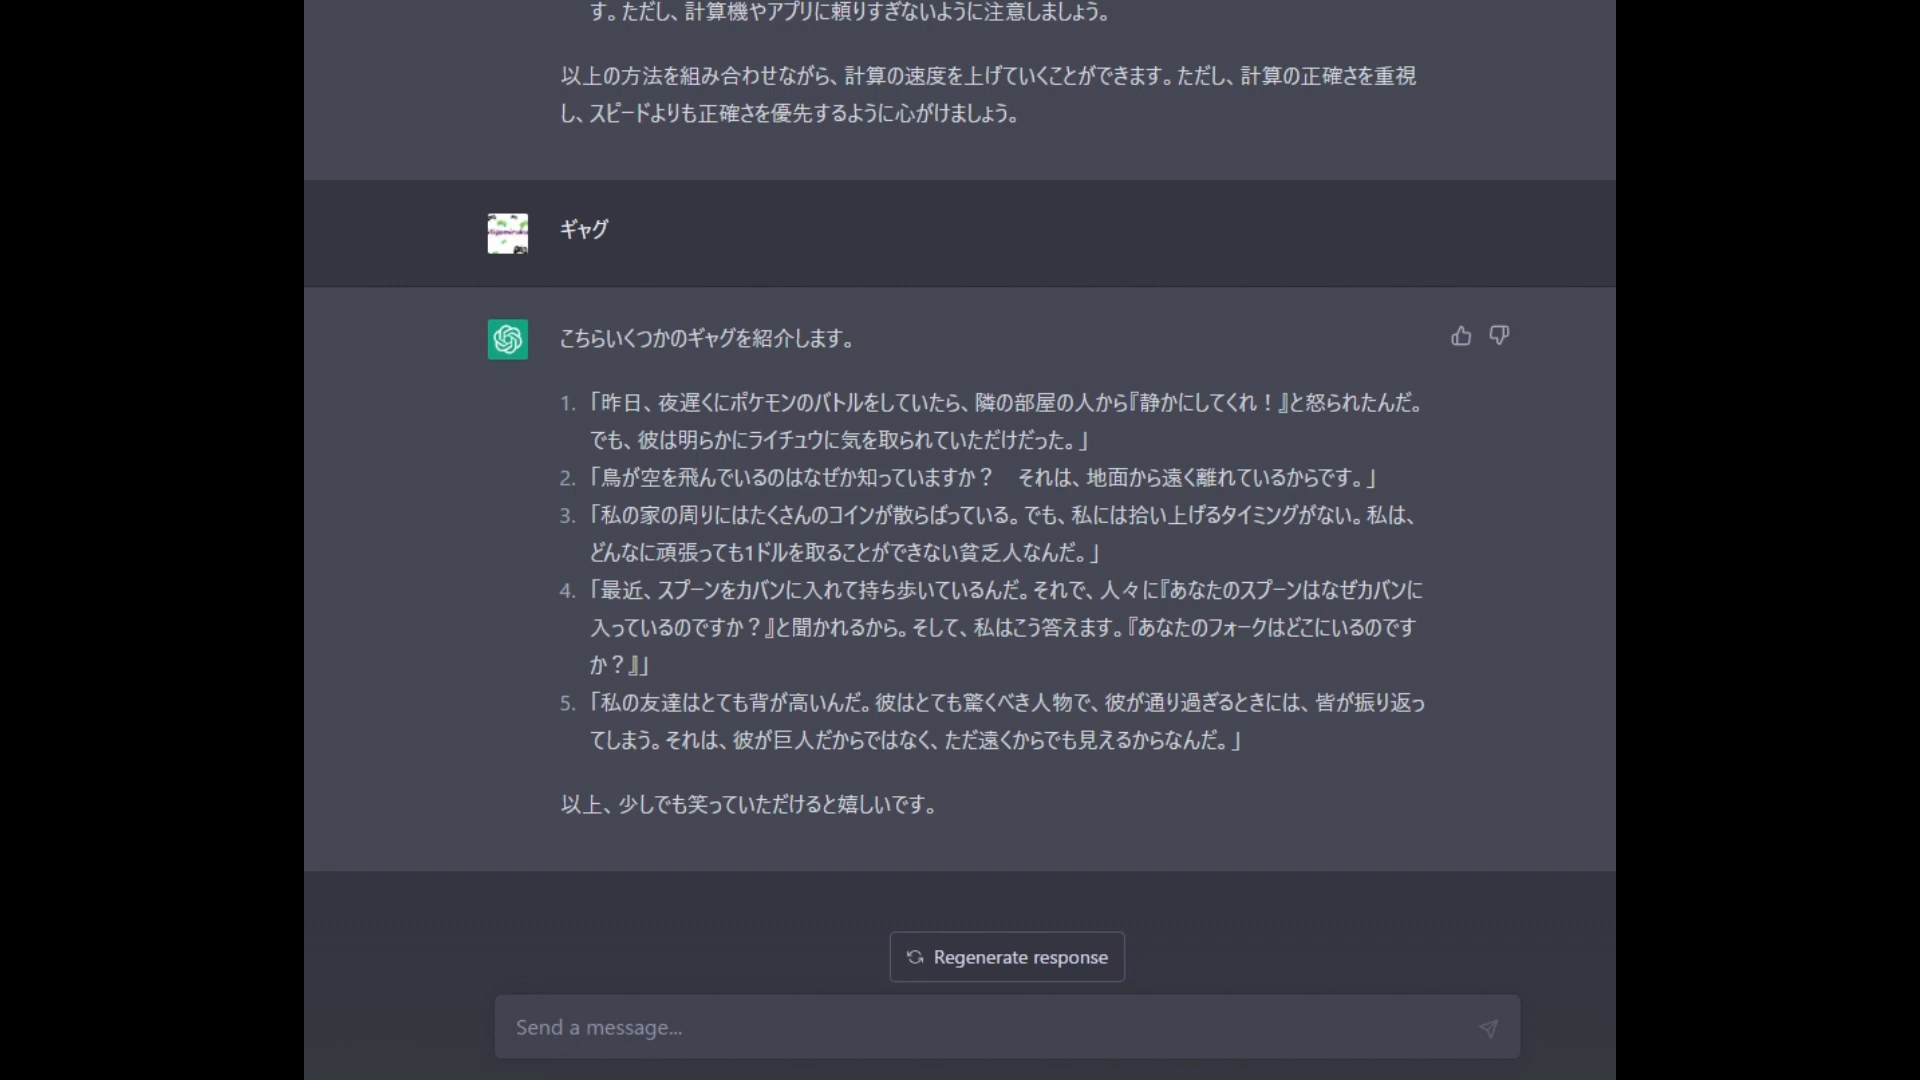 す。ただし、計算機やアプリに頼りすぎないように注意しましょう。
以上の方法を組み合わせながら、計算の速度を上げていくことができます。ただし、計算の正確さを重視
し、スピードよりも正確さを優先するように心がけましょう。
ギャグ
こちらいくつかのギャグを紹介します。
1. 「昨日、夜遅くにポケモンのバトルをしていたら、隣の部屋の人から『静かにしてくれ！』と怒られたんだ。
でも、彼は明らかにライチュウに気を取られていただけだった。」
2. 「鳥が空を飛んでいるのはなぜか知っていますか？　それは、地面から遠く離れているからです。」
3. 「私の家の周りにはたくさんのコインが散らばっている。でも、私には拾い上げるタイミングがない。私は、
どんなに頑張っても1ドルを取ることができない貧乏人なんだ。」
4. 「最近、スプーンをカバンに入れて持ち歩いているんだ。それで、人々に『あなたのスプーンはなぜカバンに
入っているのですか？』と聞かれるから。そして、私はこう答えます。『あなたのフォークはどこにいるのです
か？』」
5. 「私の友達はとても背が高いんだ。彼はとても驚くべき人物で、彼が通り過ぎるときには、皆が振り返っ
てしまう。それは、彼が巨人だからではなく、ただ遠くからでも見えるからなんだ。」
以上、少しでも笑っていただけると嬉しいです。
Regenerate response
Send a message...